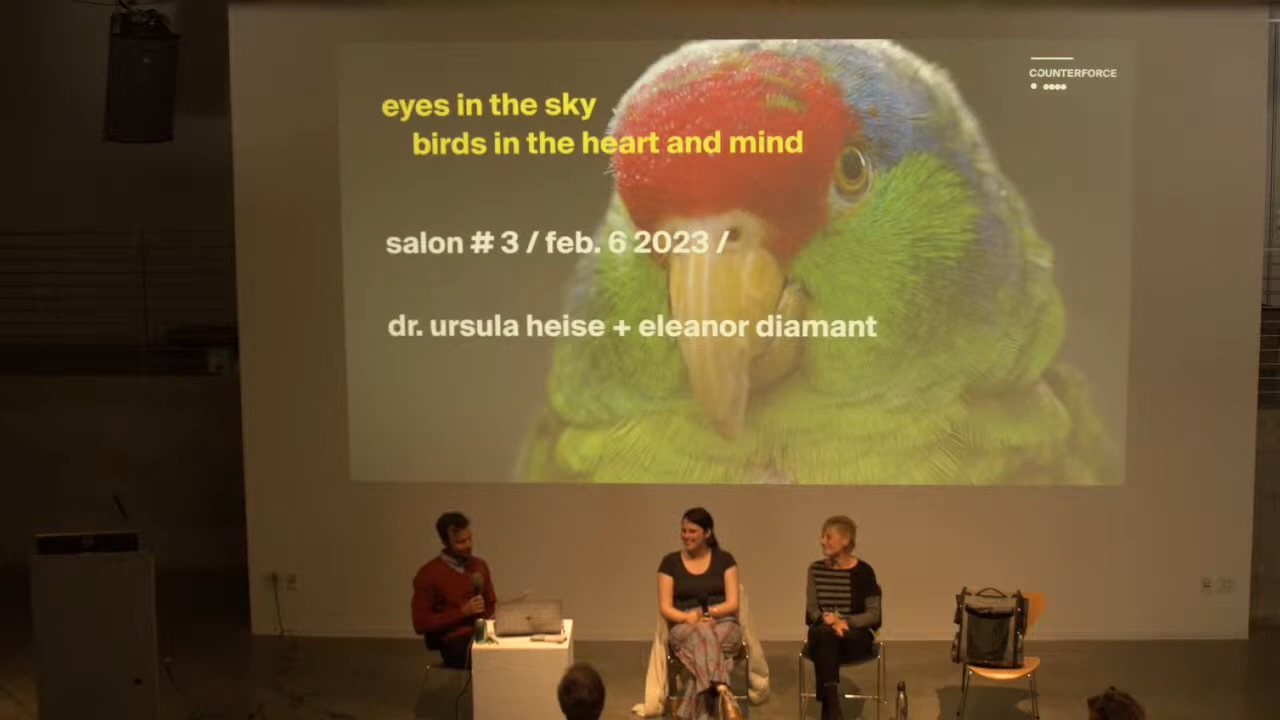 eyes in the sky
birds in the heart and mind
COUNTERFORCE
salon # 3 / feb. 6 2023 /
dr. ursula heise + eleanor diamant